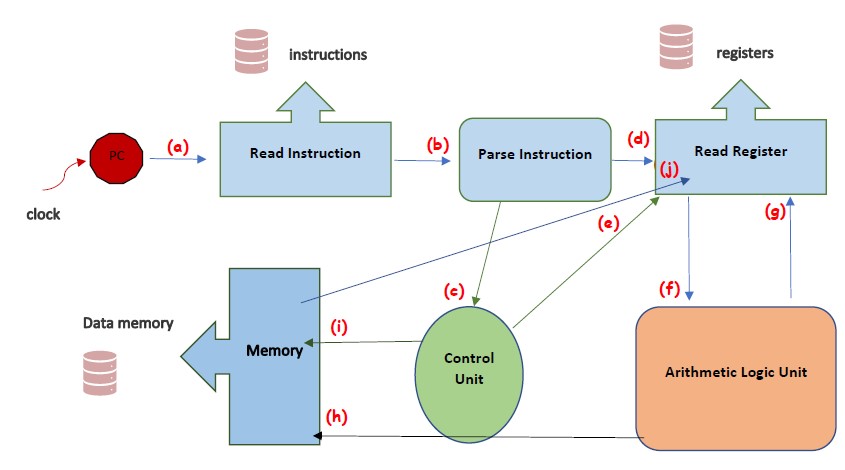 instructions
registers
PC
(a)
Read Instruction
(b)
Parse Instruction
(d)
Read Register
(j)
clock
(e)
(g)
(c)
(f)
Data memory
(i)
Memory
Control
Unit
Arithmetic Logic Unit
(h)